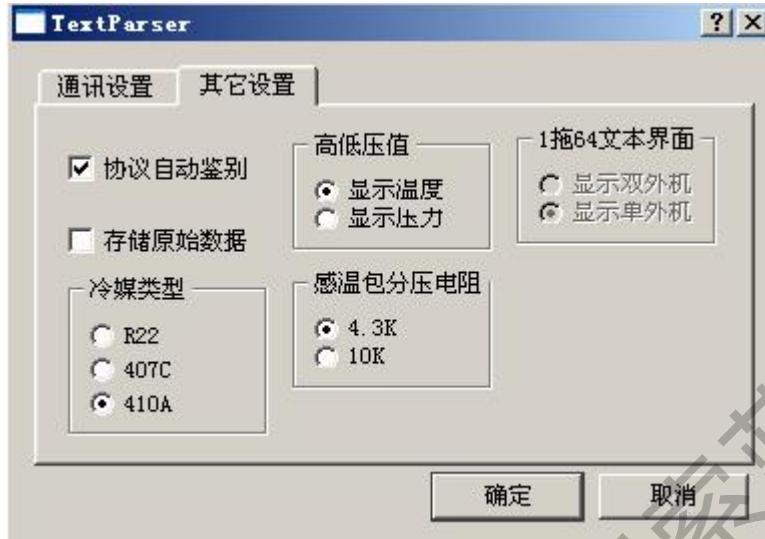 TextParser
通讯设置 其它设置
协议自动鉴别
存储原始数据
高低压值
显示温度
显示压力
1拖64文本界面
显示双外机
显示单外机
冷媒类型
R22
407C
410A
感温包分压电阻
4.3K
10K
确定 取消